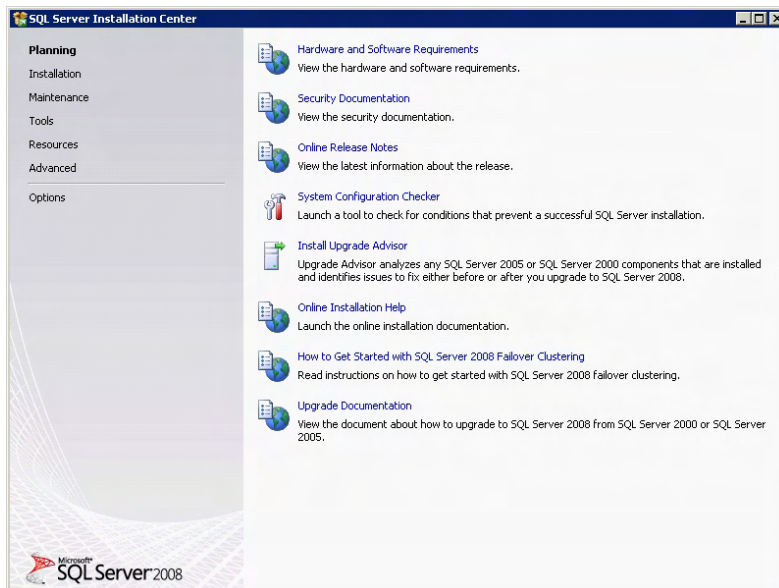 SQL Server Installation Center
Planning
Installation
Maintenance
Tools
Resources
Advanced
Options
Hardware and Software Requirements
View the hardware and software requirements.
Security Documentation
View the security documentation.
Online Release Notes
View the latest information about the release.
System Configuration Checker
Launch a tool to check for conditions that prevent a successful SQL Server installation.
Install Upgrade Advisor
Upgrade Advisor analyzes any SQL Server 2005 or SQL Server 2000 components that are installed
and identifies issues to fix either before or after you upgrade to SQL Server 2008.
Online Installation Help
Launch the online installation documentation.
How to Get Started with SQL Server 2008 Failover Clustering
Read instructions on how to get started with SQL Server 2008 failover clustering.
Upgrade Documentation
View the document about how to upgrade to SQL Server 2008 from SQL Server 2000 or SQL Server
2005.
Microsoft
SQL Server 2008